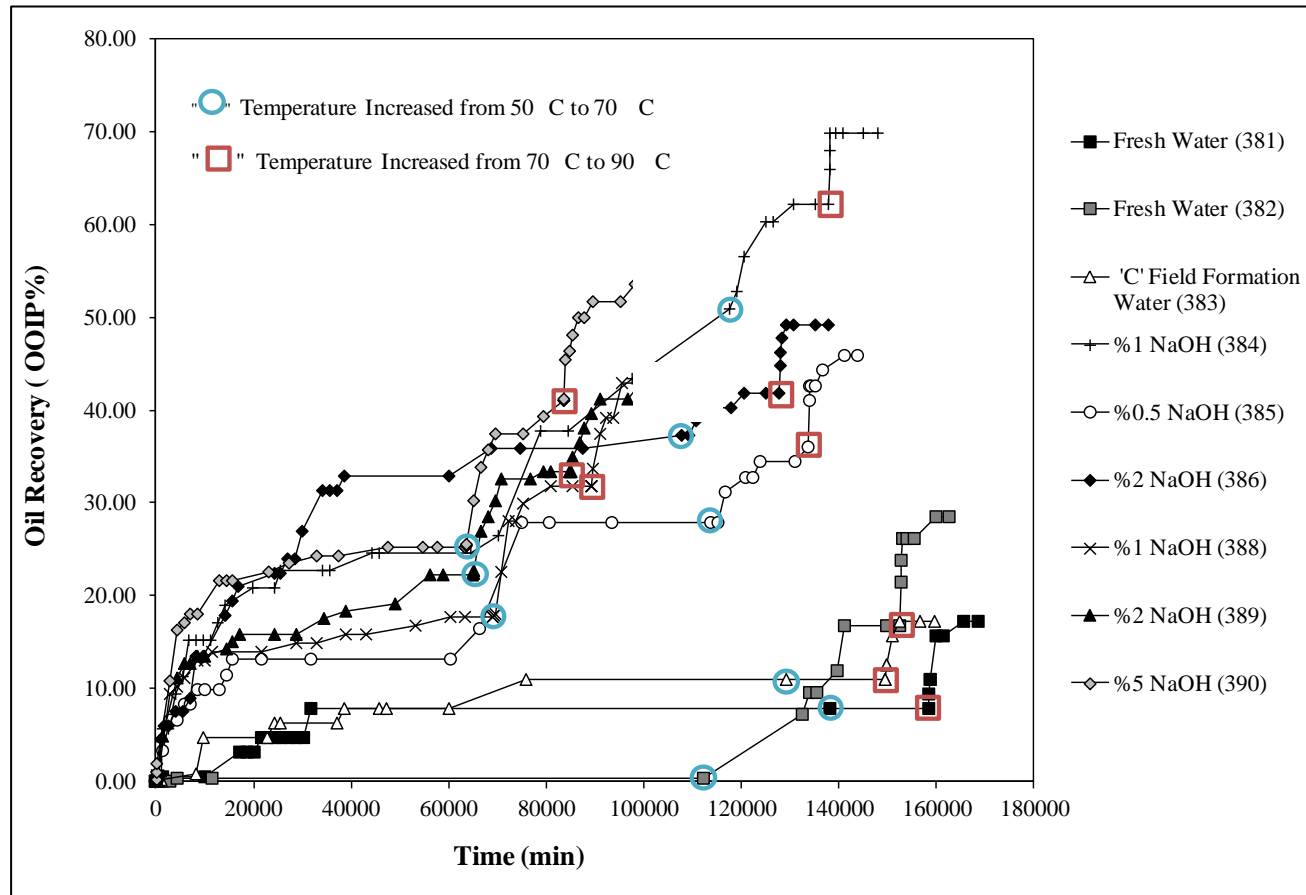 Oil Recovery ( OOIP%)
80.00
70.00
60.00
50.00
40.00
30.00
20.00
10.00
0.00
" " Temperature Increased from 50 C to 70 C
" " Temperature Increased from 70 C to 90 C
0 20000 40000 60000 80000 100000 120000 140000 160000 180000
Time (min)
Fresh Water (381)
Fresh Water (382)
'C' Field Formation
Water (383)
%1 NaOH (384)
%0.5 NaOH (385)
%2 NaOH (386)
%1 NaOH (388)
%2 NaOH (389)
%5 NaOH (390)